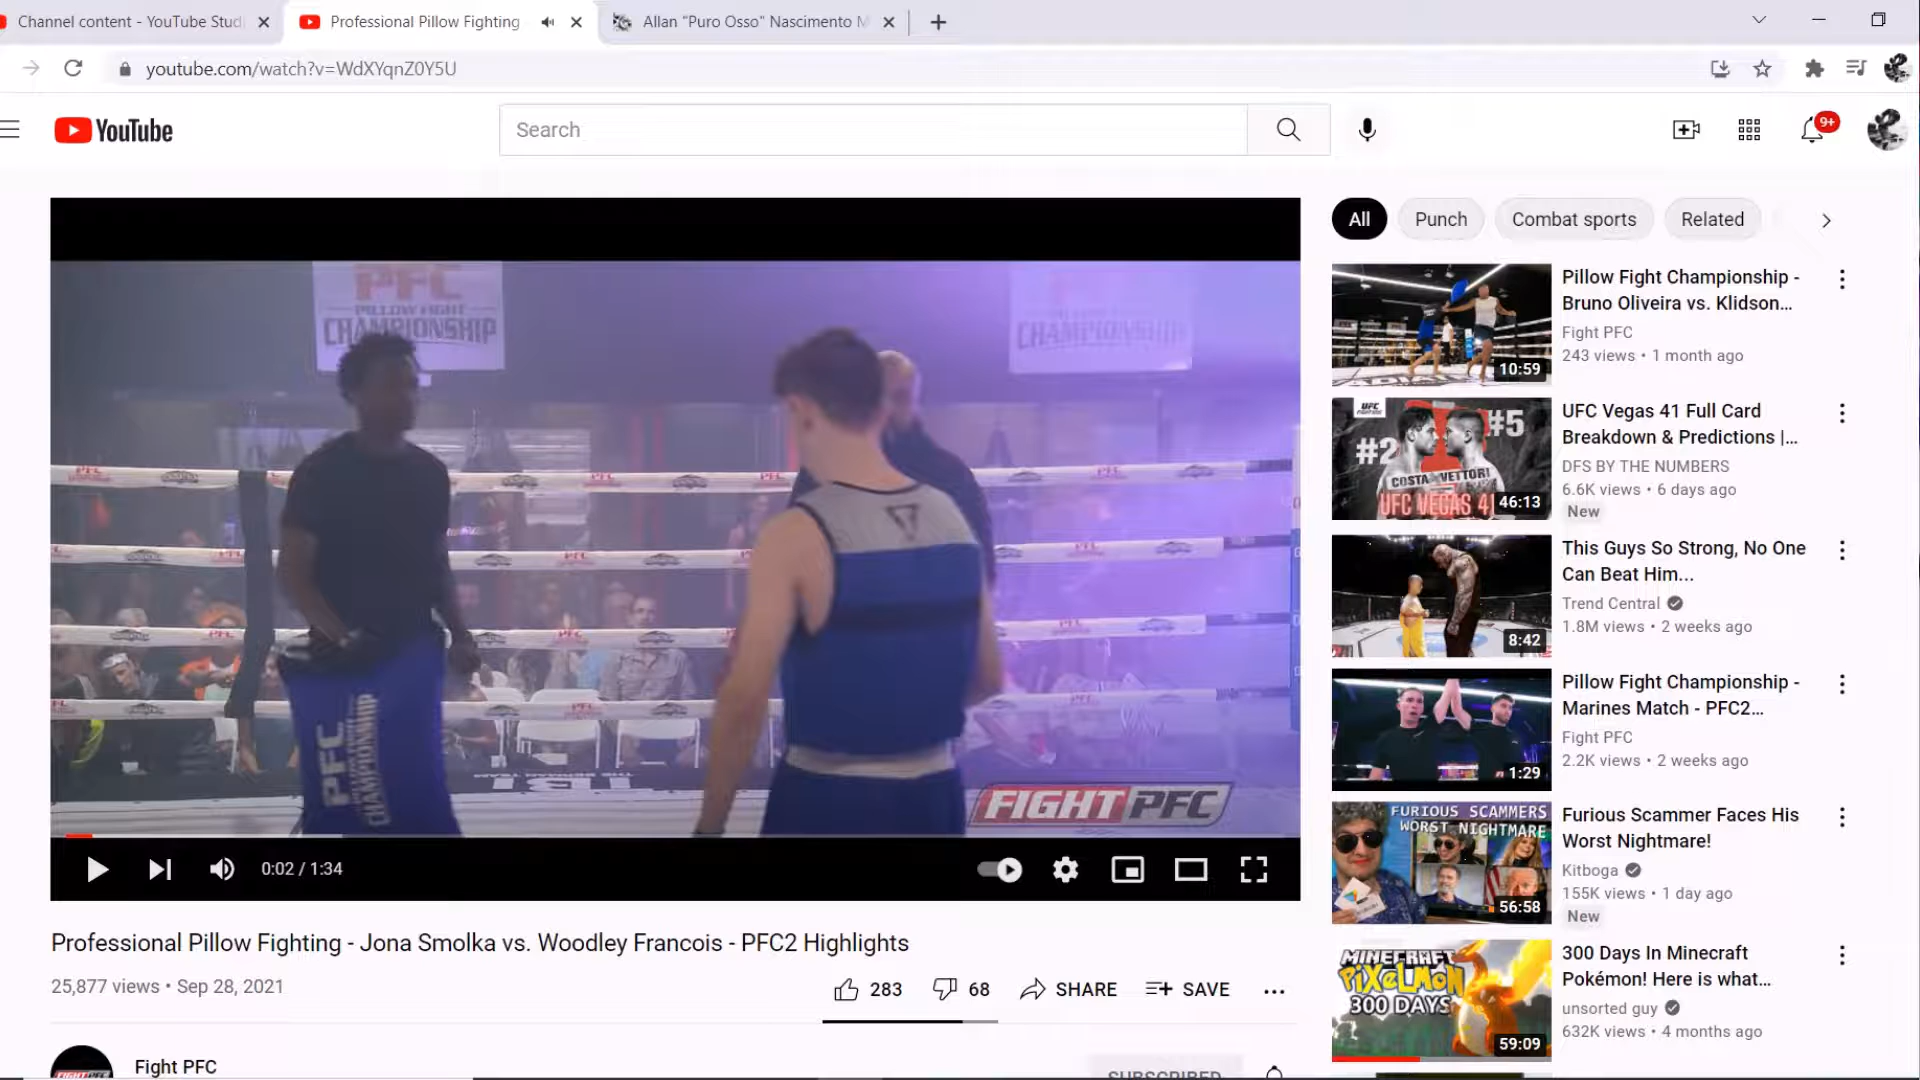 Channel content - YouTube Studi
Professional Pillow Fighting
Allan "Puro Osso" Nascimento M
youtube.com/watch?v=WdXYqnZ0Y5U
YouTube
Search
9+
All
Punch
Combat sports
Related
PFC
PILLOW FIGHT
CHAMPIONSHIP
CHAMPIONSHIP
PFC
CHAMPIONSHIP
FIGHT PFC
0:02 / 1:34
Professional Pillow Fighting - Jona Smolka vs. Woodley Francois - PFC2 Highlights
25,877 views • Sep 28, 2021
283
68
SHARE
SAVE
Fight PFC
SUBSCRIBED
10:59
Pillow Fight Championship -
Bruno Oliveira vs. Klidson...
Fight PFC
243 views • 1 month ago
UFC
#2
#5
COSTA VETTORI
UFC VEGAS 41
46:13
UFC Vegas 41 Full Card
Breakdown & Predictions |...
DFS BY THE NUMBERS
6.6K views • 6 days ago
New
8:42
This Guys So Strong, No One
Can Beat Him...
Trend Central
1.8M views • 2 weeks ago
1:29
Pillow Fight Championship -
Marines Match - PFC2...
Fight PFC
2.2K views • 2 weeks ago
FURIOUS SCAMMERS
WORST NIGHTMARE
56:58
Furious Scammer Faces His
Worst Nightmare!
Kitboga
155K views • 1 day ago
New
MINECRAFT
PiXELMON
300 DAYS
59:09
300 Days In Minecraft
Pokémon! Here is what...
unsorted guy
632K views • 4 months ago